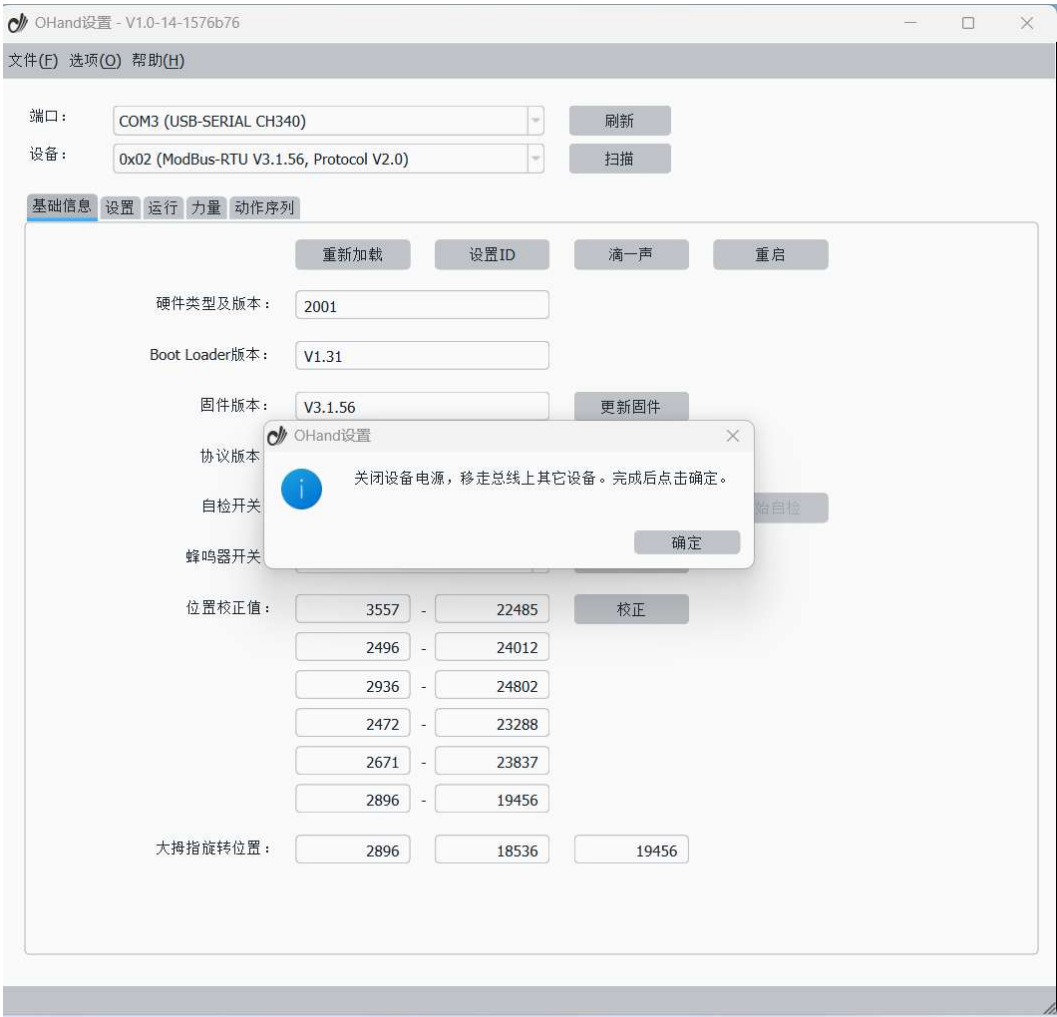 OHand设置 - V1.0-14-1576b76
文件(F) 选项(O) 帮助(H)
端口： COM3 (USB-SERIAL CH340) 刷新
设备： 0x02 (ModBus-RTU V3.1.56, Protocol V2.0) 扫描
基础信息 设置 运行 力量 动作序列
重新加载 设置ID 滴一声 重启
硬件类型及版本： 2001
Boot Loader版本： V1.31
固件版本： V3.1.56 更新固件
OHand设置
协议版本
关闭设备电源，移走总线上其它设备。完成后点击确定。
自检开关 始自检
确定
蜂鸣器开关
位置校正值： 3557 - 22485 校正
2496 - 24012
2936 - 24802
2472 - 23288
2671 - 23837
2896 - 19456
大拇指旋转位置： 2896 18536 19456